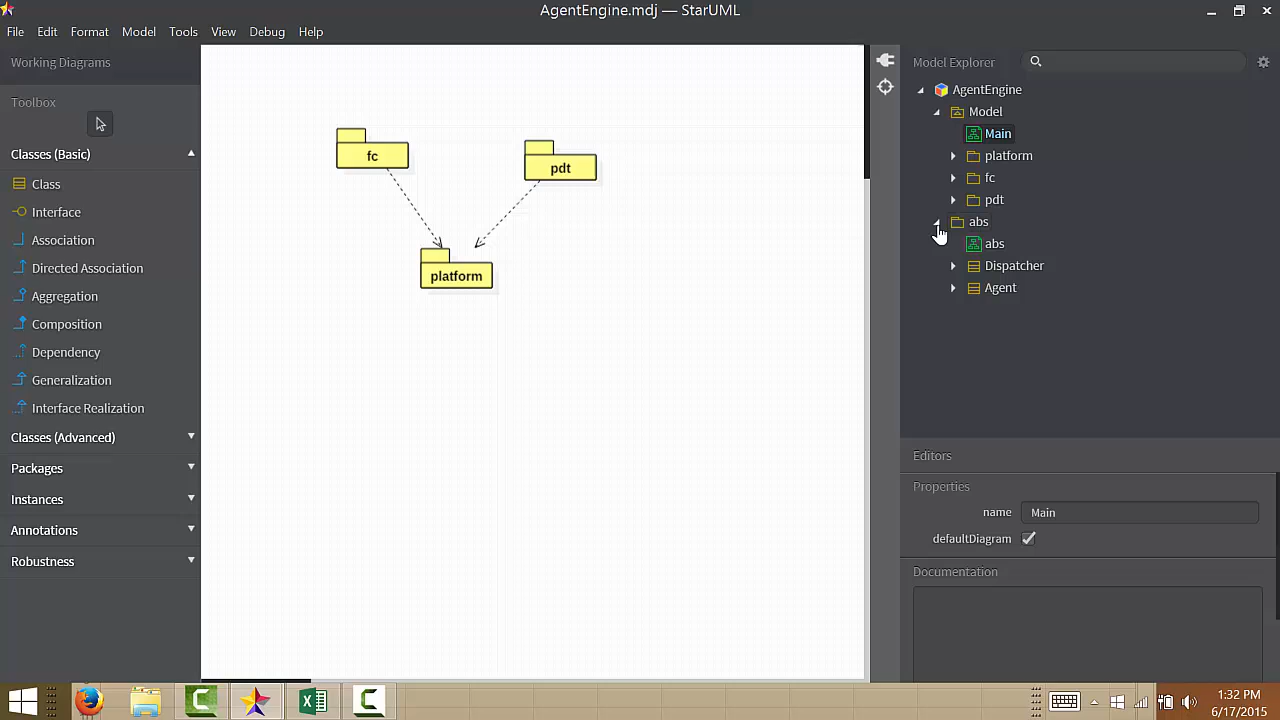 AgentEngine.mdj — StarUML
File Edit Format Model Tools View Debug Help
Working Diagrams
Toolbox
Classes (Basic)
Class
Interface
Association
Directed Association
Aggregation
Composition
Dependency
Generalization
Interface Realization
Classes (Advanced)
Packages
Instances
Annotations
Robustness
fc
pdt
platform
Model Explorer
AgentEngine
Model
Main
platform
fc
pdt
abs
abs
Dispatcher
Agent
Editors
Properties
name Main
defaultDiagram
Documentation
1:32 PM
6/17/2015